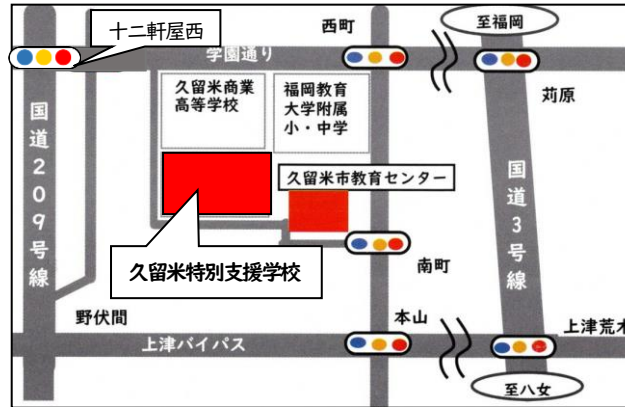 十二軒屋西
西町
至福岡
学園通り
苅原
久留米商業
高等学校
福岡教育
大学附属
小・中学
国道209号線
国道3号線
久留米市教育センター
久留米特別支援学校
南町
野伏間
本山
上津荒木
上津バイパス
至八女